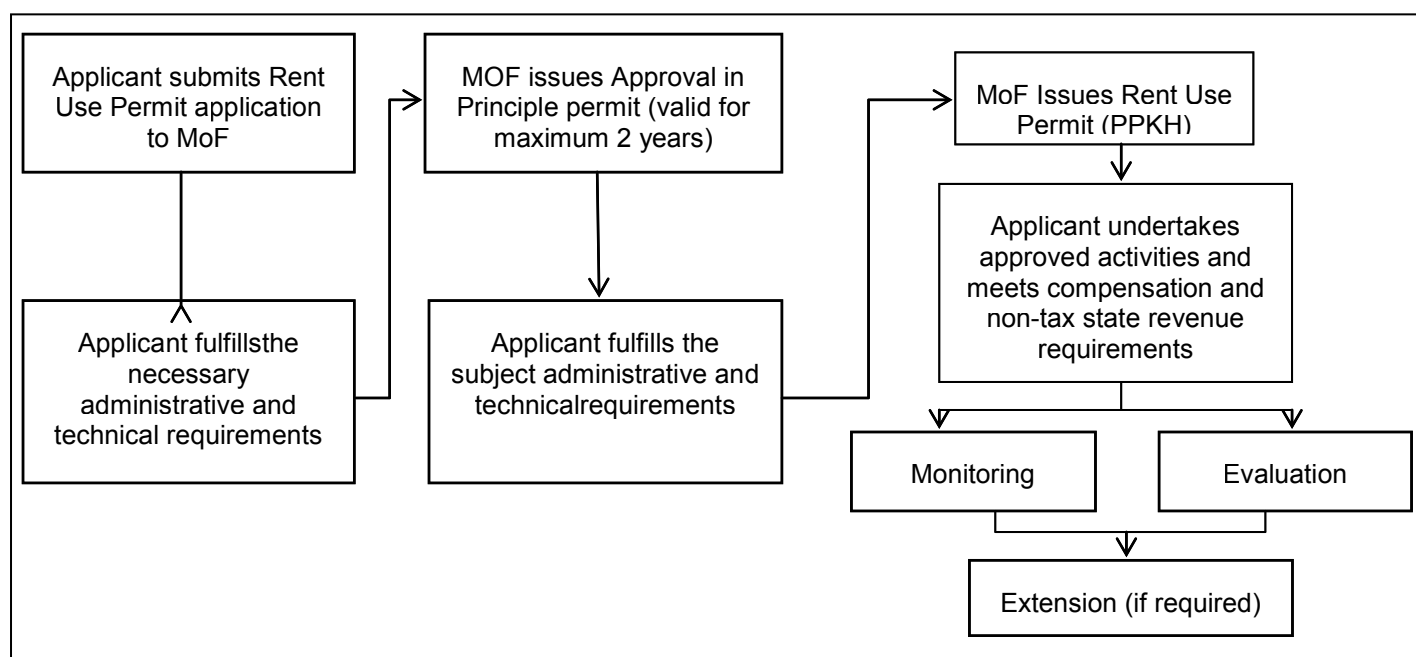 Applicant submits Rent
Use Permit application
to MoF
Applicant fulfillsthe
necessary
administrative and
technical requirements
MOF issues Approval in
Principle permit (valid for
maximum 2 years)
Applicant fulfills the
subject administrative and
technicalrequirements
MoF Issues Rent Use
Permit (PPKH)
Applicant undertakes
approved activities and
meets compensation and
non-tax state revenue
requirements
Monitoring
Evaluation
Extension (if required)